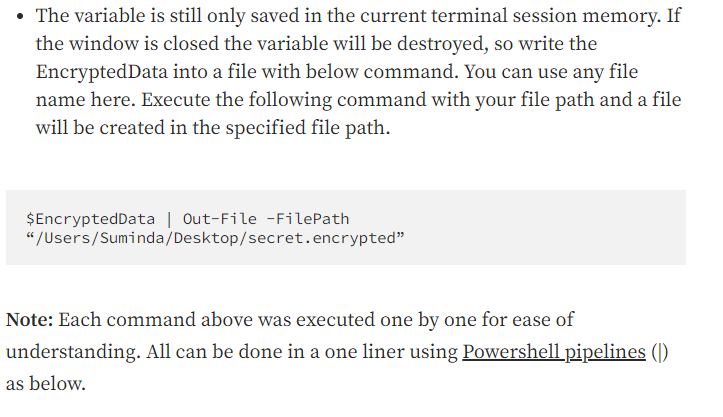 • The variable is still only saved in the current terminal session memory. If
the window is closed the variable will be destroyed, so write the
EncryptedData into a file with below command. You can use any file
name here. Execute the following command with your file path and a file
will be created in the specified file path.
$EncryptedData | Out-File -FilePath
“/Users/Suminda/Desktop/secret.encrypted”
Note: Each command above was executed one by one for ease of
understanding. All can be done in a one liner using Powershell pipelines (|)
as below.